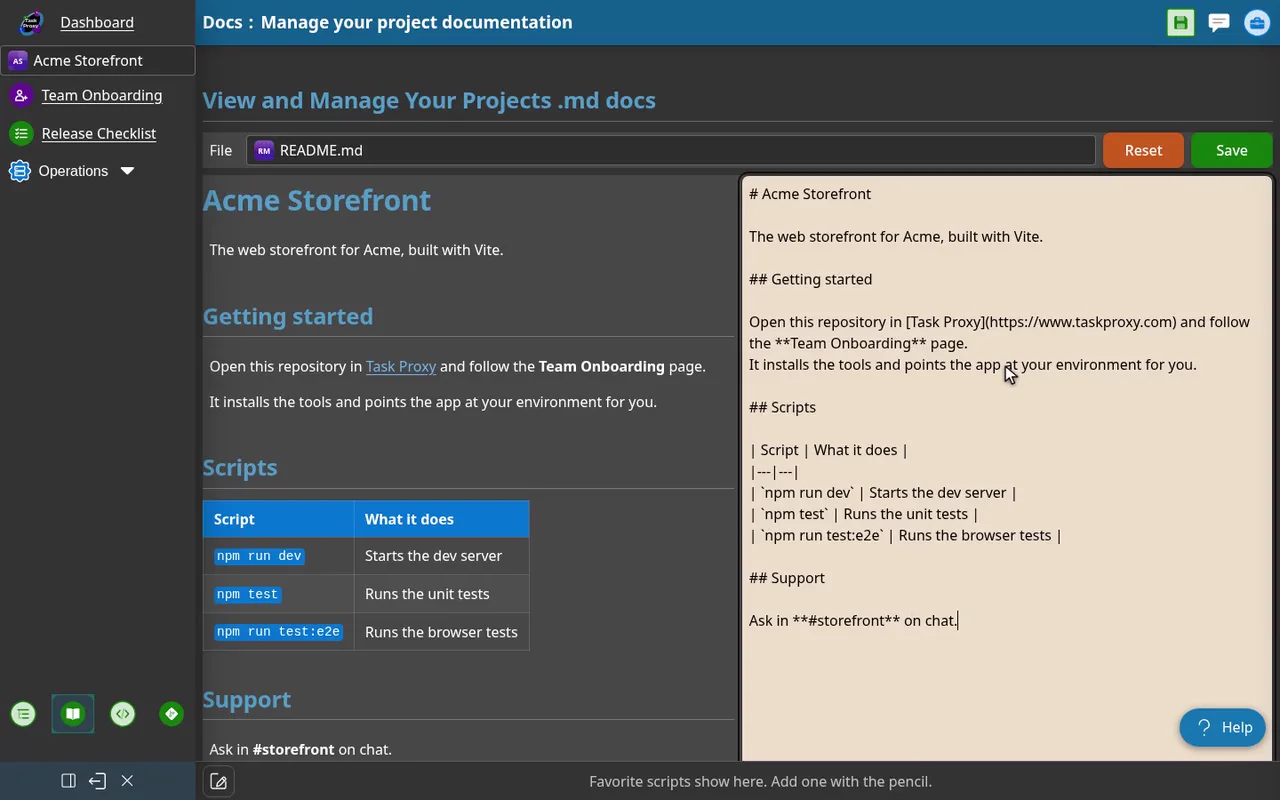 Task Proxy
Dashboard
AS Acme Storefront
Team Onboarding
Release Checklist
Operations
Docs : Manage your project documentation
View and Manage Your Projects .md docs
File
RM README.md
Reset
Save
Acme Storefront
The web storefront for Acme, built with Vite.
Getting started
Open this repository in Task Proxy and follow the Team Onboarding page.
It installs the tools and points the app at your environment for you.
Scripts
Script What it does
npm run dev Starts the dev server
npm test Runs the unit tests
npm run test:e2e Runs the browser tests
Support
Ask in #storefront on chat.
# Acme Storefront
The web storefront for Acme, built with Vite.
## Getting started
Open this repository in [Task Proxy](https://www.taskproxy.com) and follow
the **Team Onboarding** page.
It installs the tools and points the app at your environment for you.
## Scripts
| Script | What it does |
|---|---|
| `npm run dev` | Starts the dev server |
| `npm test` | Runs the unit tests |
| `npm run test:e2e` | Runs the browser tests |
## Support
Ask in **#storefront** on chat.
? Help
Favorite scripts show here. Add one with the pencil.